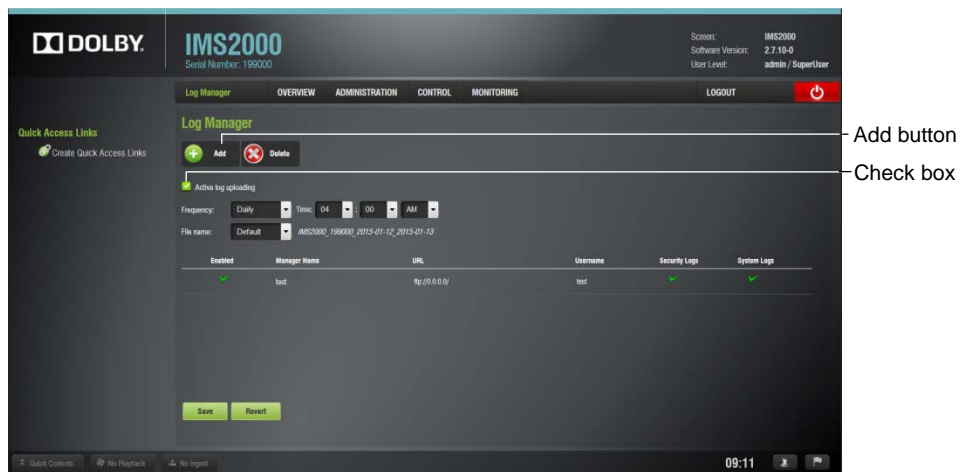 DOLBY.
IMS2000
Serial Number: 199000
Screen: IMS2000
Software Version: 2.7.10-0
User Level: admin / SuperUser
Log Manager OVERVIEW ADMINISTRATION CONTROL MONITORING LOGOUT
Quick Access Links
Create Quick Access Links
Log Manager
Add Delete
Add button
Check box
Active log uploading
Frequency: Daily Time: 04 : 00 AM
File name: Default IMS2000_199000_2015-01-12_2015-01-13
Enabled Manager Name URL Username Security Logs System Logs
test ftp://0.0.0.0/ test
Save Revert
Quick Controls No Playback No Ingest 09:11